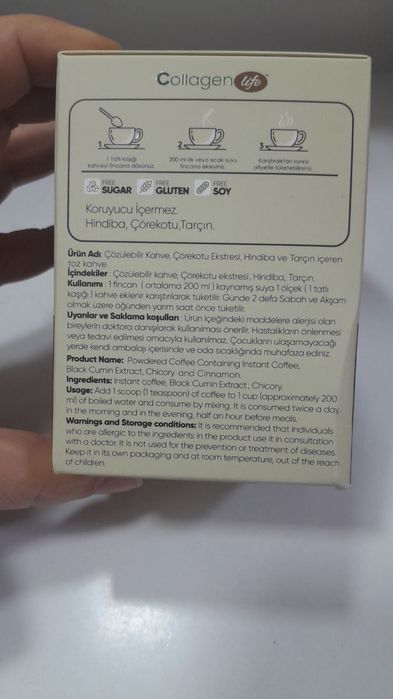 Collagen life
1. 2. 3.
1 Tatlı kaşığı
kahveyi fincana dökünüz.
200 ml ılık veya sıcak suyu
fincana ekleyiniz.
Karıştırdıktan sonra
afiyetle tüketebilirsiniz.
FREE SUGAR FREE GLUTEN FREE SOY
Koruyucu İçermez.
Hindiba, Çörekotu,Tarçın.
Ürün Adı: Çözülebilir Kahve, Çörekotu Ekstresi, Hindiba ve Tarçın içeren
toz kahve.
İçindekiler : Çözülebilir kahve, Çörekotu ekstresi, Hindiba, Tarçın.
Kullanımı : 1 fincan ( ortalama 200 ml ) kaynamış suya 1 ölçek ( 1 tatlı
kaşığı ) kahve eklenir karıştırılarak tüketilir. Günde 2 defa Sabah ve Akşam
olmak üzere öğünden yarım saat önce tüketilir.
Uyarılar ve Saklama koşulları : Ürün içeğindeki maddelere alerjisi olan
bireylerin doktora danışılarak kullanılması önerilir. Hastalıkların önlenmesi
veya tedavi edilmesi amacıyla kullanılmaz. Çocukların ulaşamayacağı
yerde kendi ambalajı içerisinde ve oda sıcaklığında muhafaza ediniz.
Product Name: Powdered Coffee Containing Instant Coffee,
Black Cumin Extract, Chicory and Cinnamon.
Ingredients: Instant coffee, Black Cumin Extract, Chicory.
Usage: Add 1 scoop (1 teaspoon) of coffee to 1 cup (approximately 200
ml) of boiled water and consume by mixing. It is consumed twice a day,
in the morning and in the evening, half an hour before meals.
Warnings and Storage conditions: It is recommended that individuals
who are allergic to the ingredients in the product use it in consultation
with a doctor. It is not used for the prevention or treatment of diseases.
Keep it in its own packaging and at room temperature, out of the reach
of children.